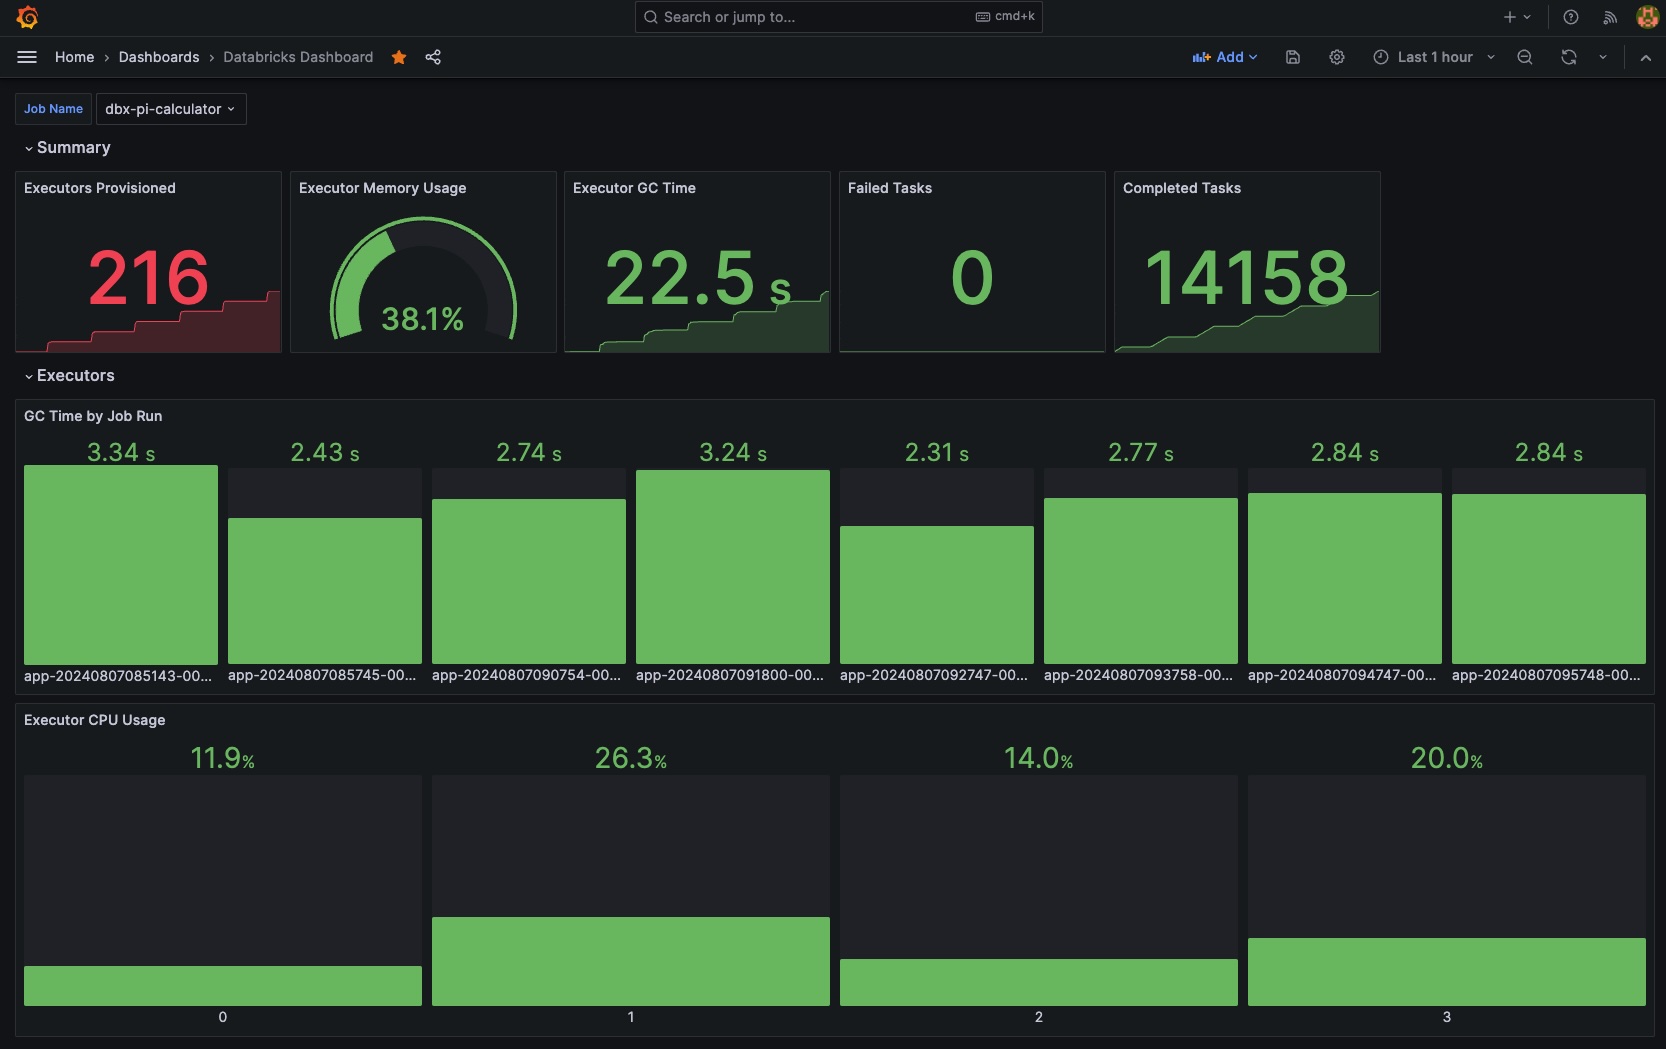 Search or jump to...
cmd+k
Home › Dashboards › Databricks Dashboard
Add
Last 1 hour
Job Name
dbx-pi-calculator
Summary
Executors Provisioned
216
Executor Memory Usage
38.1%
Executor GC Time
22.5 s
Failed Tasks
0
Completed Tasks
14158
Executors
GC Time by Job Run
3.34 s
2.43 s
2.74 s
3.24 s
2.31 s
2.77 s
2.84 s
2.84 s
app-20240807085143-00...
app-20240807085745-00...
app-20240807090754-00...
app-20240807091800-00...
app-20240807092747-00...
app-20240807093758-00...
app-20240807094747-00...
app-20240807095748-00...
Executor CPU Usage
11.9%
26.3%
14.0%
20.0%
0
1
2
3